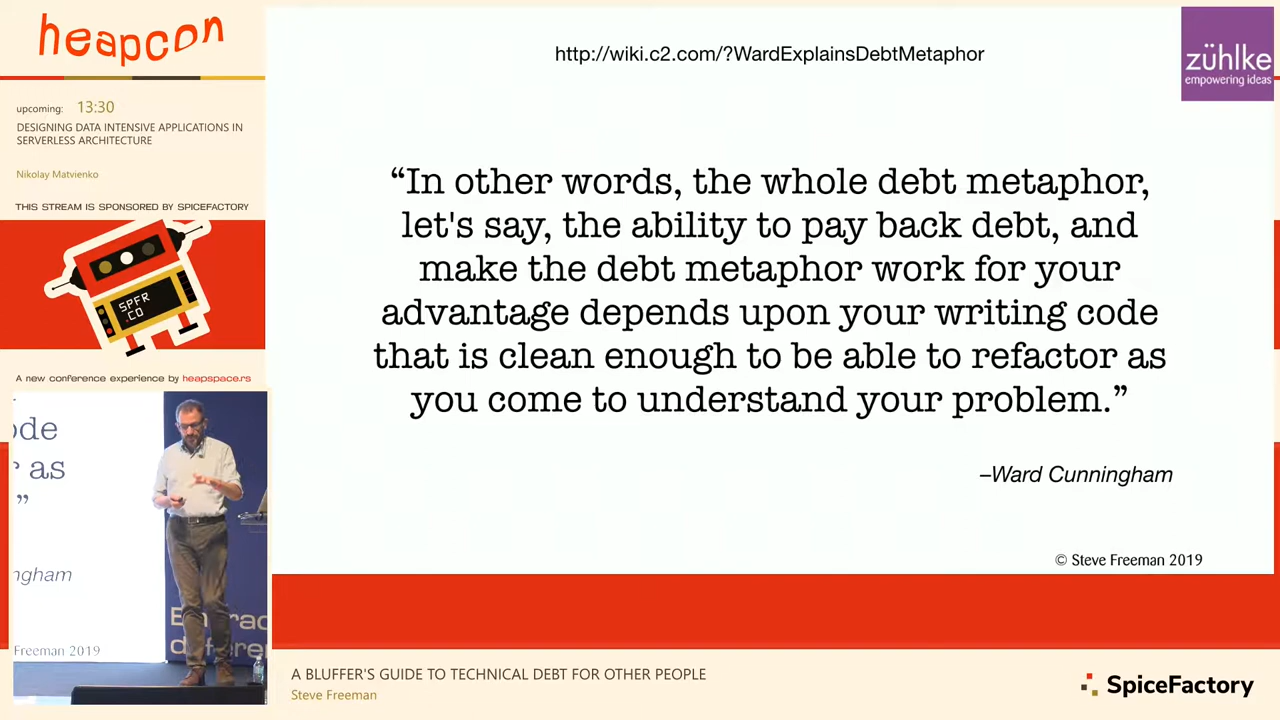 heapcon
upcoming: 13:30
DESIGNING DATA INTENSIVE APPLICATIONS IN
SERVERLESS ARCHITECTURE
Nikolay Matvienko
THIS STREAM IS SPONSORED BY SPICEFACTORY
SPFR
.CO
A new conference experience by heapspace.rs
ode
r as
”
ngham
Freeman 2019
http://wiki.c2.com/?WardExplainsDebtMetaphor
zühlke
empowering ideas
“In other words, the whole debt metaphor,
let's say, the ability to pay back debt, and
make the debt metaphor work for your
advantage depends upon your writing code
that is clean enough to be able to refactor as
you come to understand your problem.”
–Ward Cunningham
© Steve Freeman 2019
A BLUFFER'S GUIDE TO TECHNICAL DEBT FOR OTHER PEOPLE
Steve Freeman
SpiceFactory